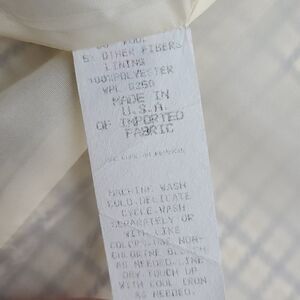 WOOL
5% OTHER FIBERS
LINING
100% POLYESTER
WPL 0250
MADE IN
U.S.A.
OF IMPORTED
FABRIC
MACHINE WASH
COLD.DELICATE
CYCLE.WASH
SEPARATELY OR
WITH LIKE
COLORS.USE NON-
CHLORINE BLEACH
AS NEEDED.LINE
DRY.TOUCH UP
WITH COOL IRON
AS NEEDED.